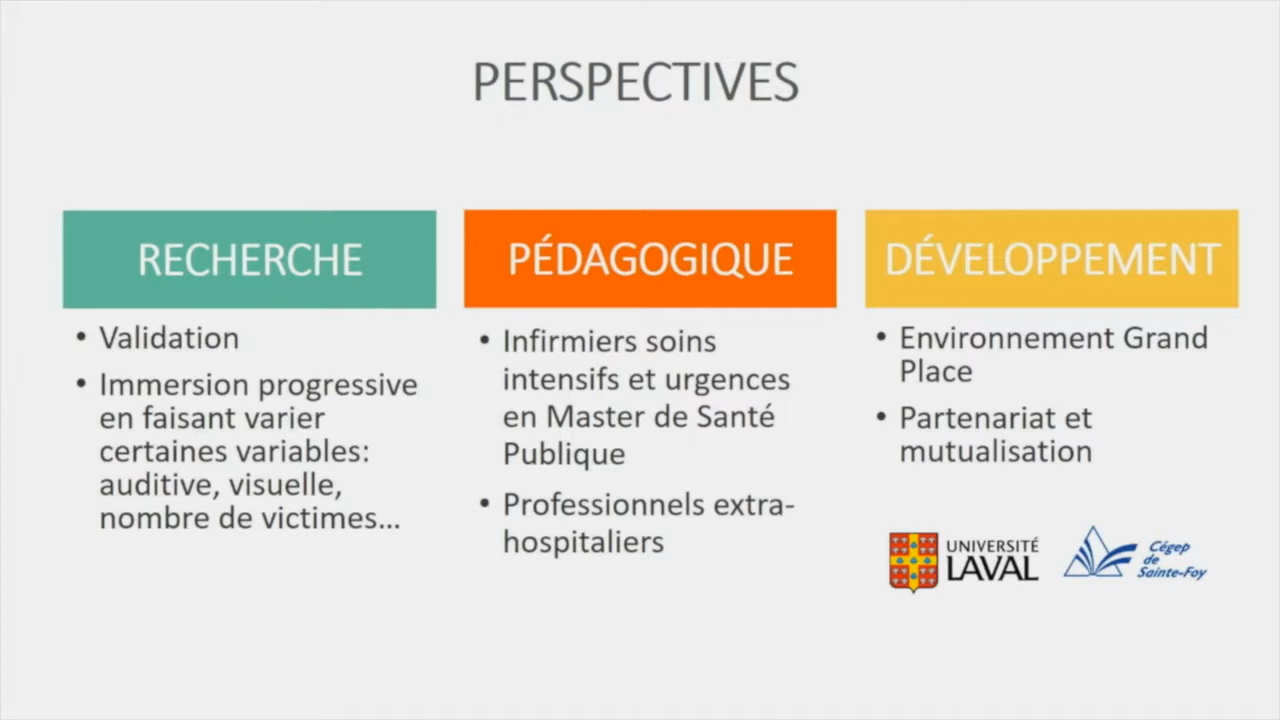 PERSPECTIVES
RECHERCHE
• Validation
• Immersion progressive
en faisant varier
certaines variables:
auditive, visuelle,
nombre de victimes...
PÉDAGOGIQUE
• Infirmiers soins
intensifs et urgences
en Master de Santé
Publique
• Professionnels extra-
hospitaliers
DÉVELOPPEMENT
• Environnement Grand
Place
• Partenariat et
mutualisation
UNIVERSITÉ
LAVAL
Cégep
de
Sainte-Foy